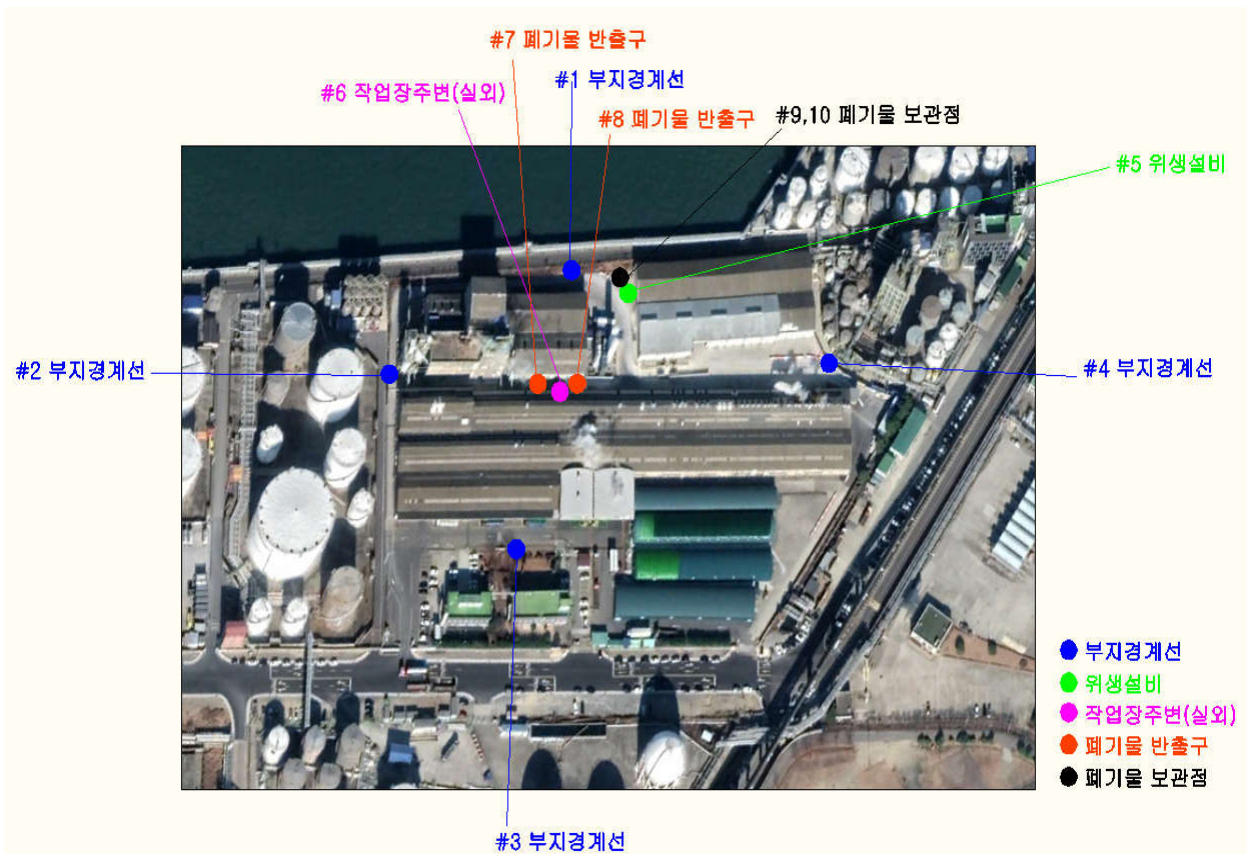 #7 폐기물 반출구
#1 부지경계선
#6 작업장주변(실외)
#8 폐기물 반출구
#9,10 폐기물 보관점
#5 위생설비
#2 부지경계선
#4 부지경계선
부지경계선
위생설비
작업장주변(실외)
폐기물 반출구
폐기물 보관점
#3 부지경계선